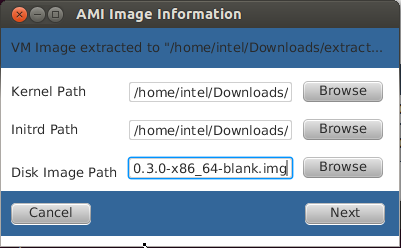 AMI Image Information
VM Image extracted to "/home/intel/Downloads/extract...
Kernel Path /home/intel/Downloads/ Browse
Initrd Path /home/intel/Downloads/ Browse
Disk Image Path 0.3.0-x86_64-blank.img Browse
Cancel Next